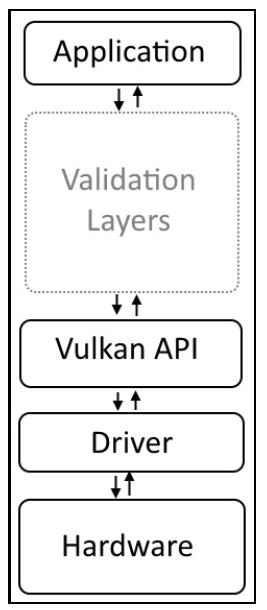 Application
Validation
Layers
Vulkan API
Driver
Hardware